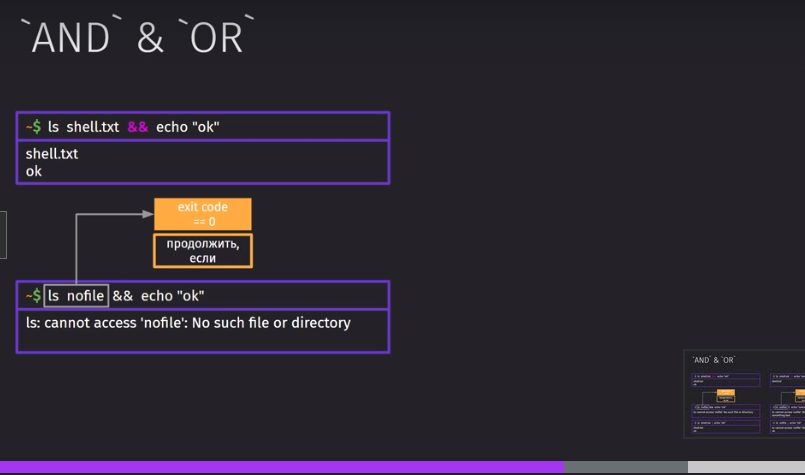 `AND` & `OR`
~$ ls shell.txt && echo "ok"
shell.txt
ok
exit code
== 0
продолжить,
если
~$ ls nofile && echo "ok"
ls: cannot access 'nofile': No such file or directory
`AND` & `OR`